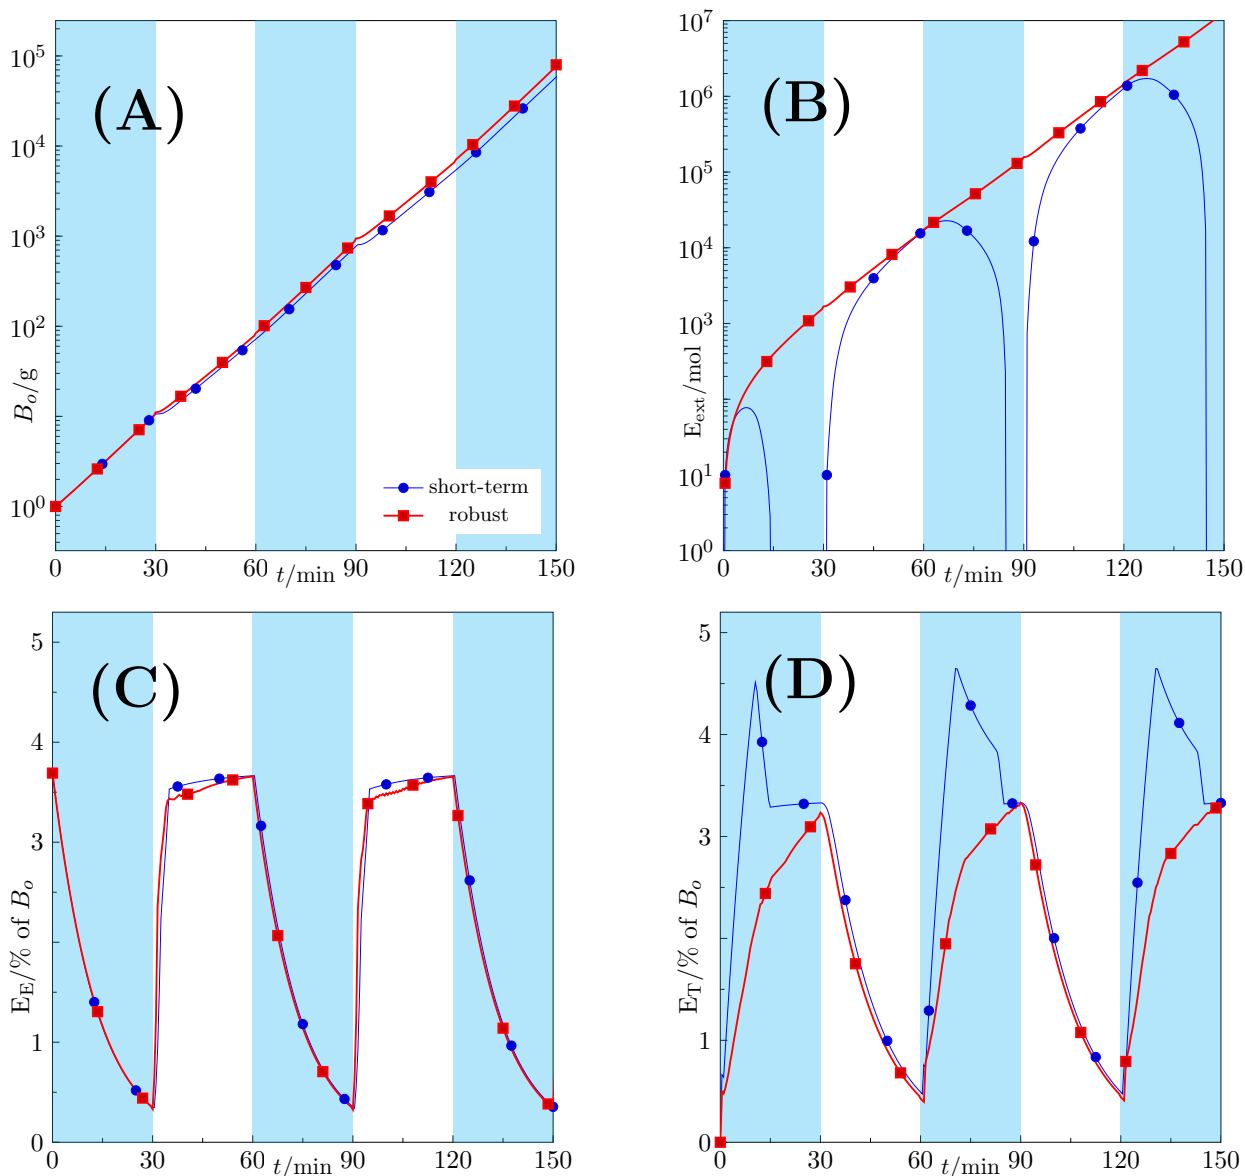 (A)
B_o/g
10^5
10^4
10^3
10^2
10^0
short-term
robust
0 30 60 90 120 150
t/min
(B)
E_ext/mol
10^7
10^6
10^5
10^4
10^3
10^1
10^0
0 30 60 90 120 150
t/min
(C)
E_E/% of B_o
5
4
3
1
0
0 30 60 90 120 150
t/min
(D)
E_T/% of B_o
5
4
3
1
0
0 30 60 90 120 150
t/min